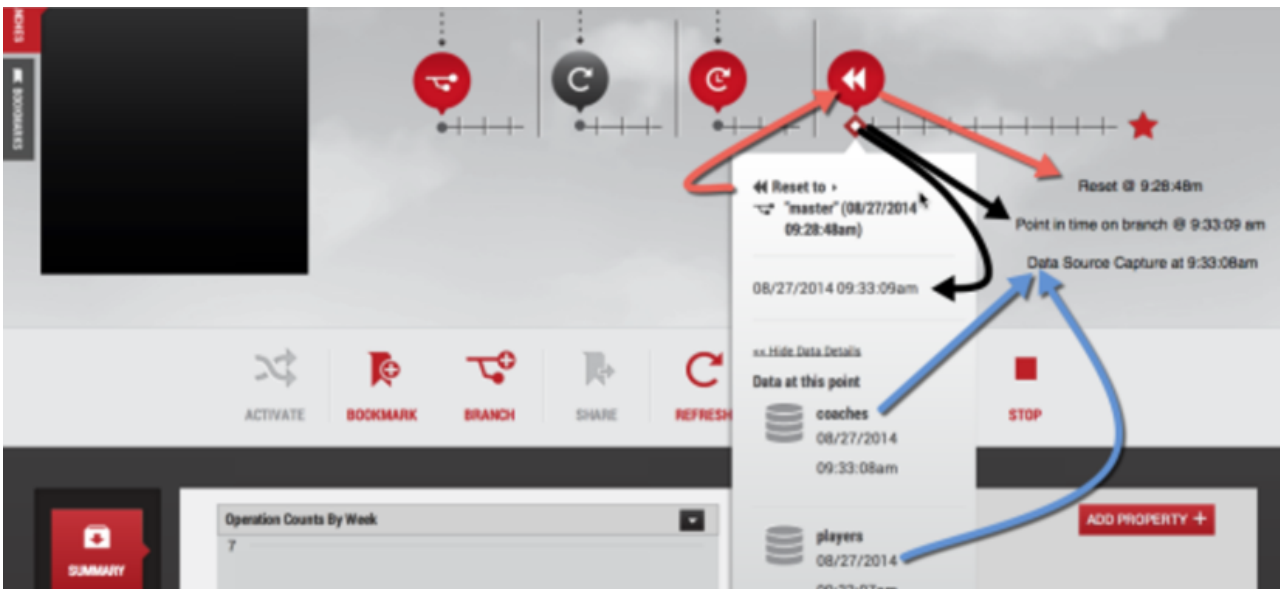 BOOKMARKS
Reset to
"master" (08/27/2014
09:28:48am)
08/27/2014 09:33:09am
<< Hide Data Details
Data at this point
coaches
08/27/2014
09:33:08am
players
08/27/2014
Reset @ 9:28:48m
Point in time on branch @ 9:33:09 am
Data Source Capture at 9:33:08am
ACTIVATE
BOOKMARK
BRANCH
SHARE
REFRESH
STOP
SUMMARY
Operation Counts By Week
7
ADD PROPERTY +